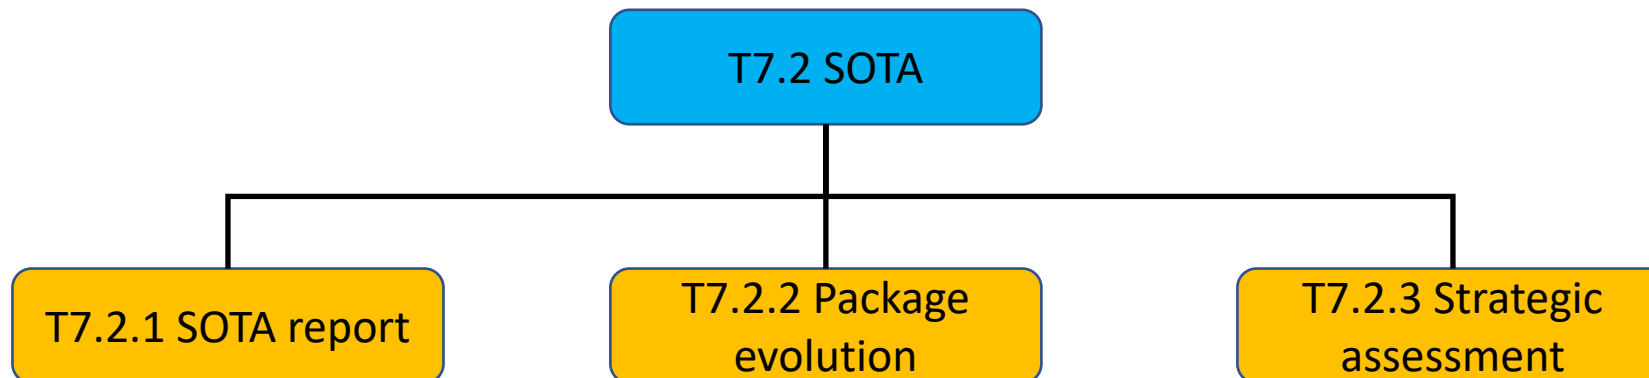 T7.2 SOTA
T7.2.1 SOTA report
T7.2.2 Package
evolution
T7.2.3 Strategic
assessment